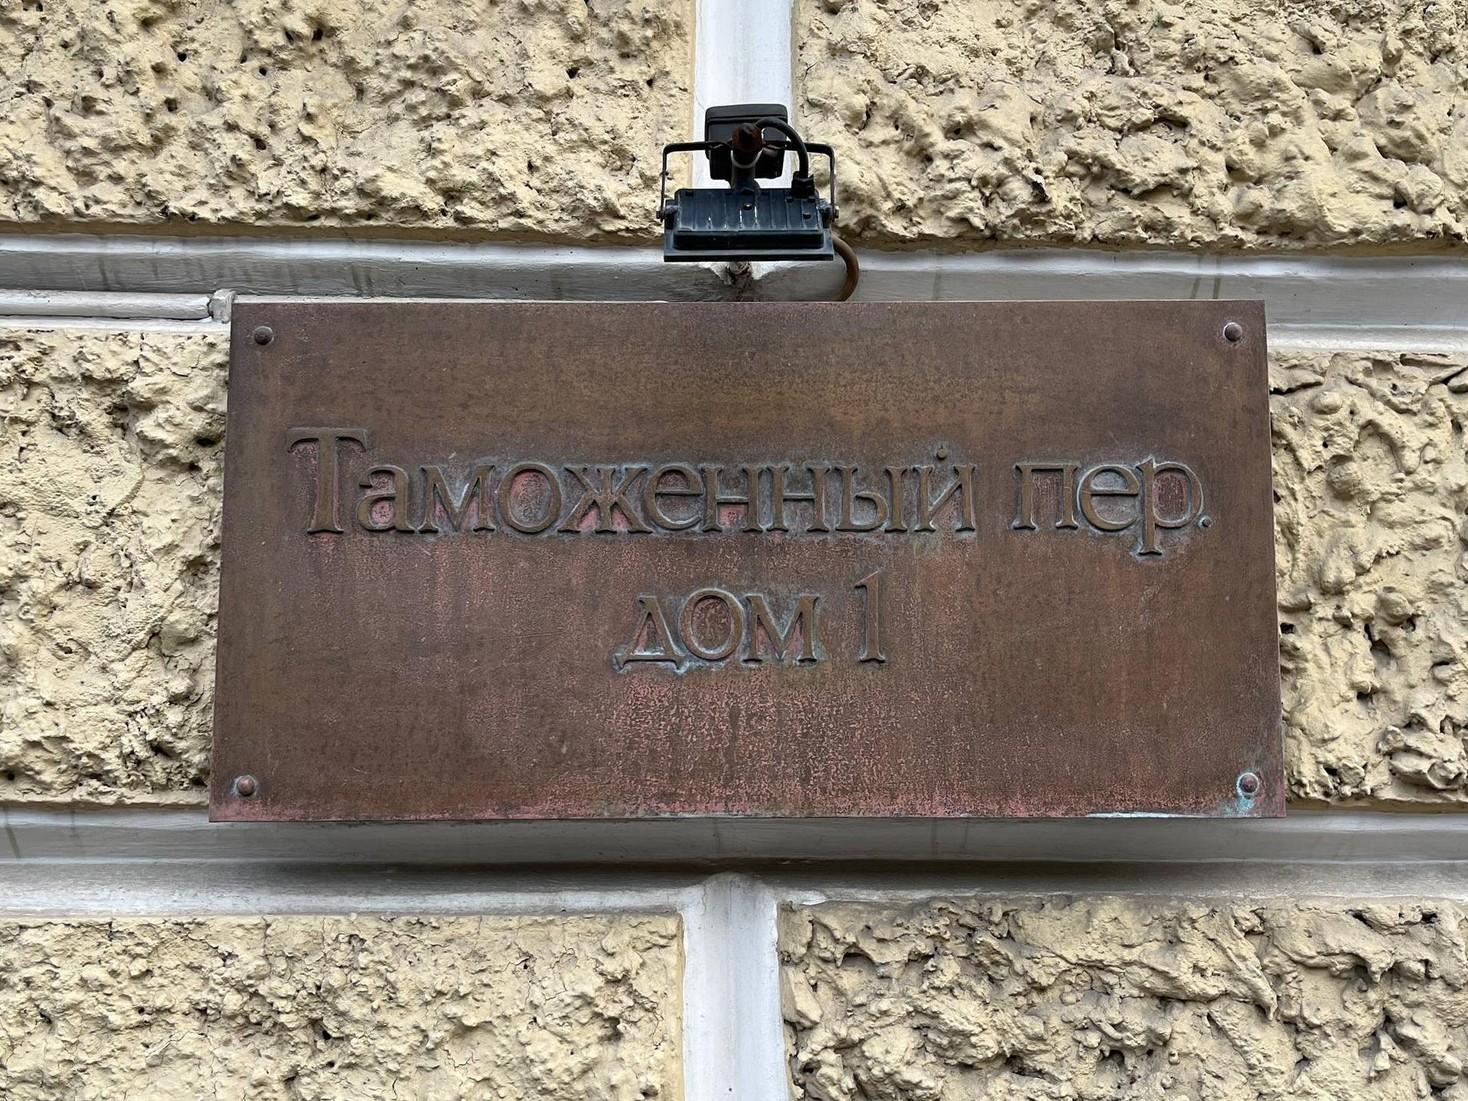 Таможенный пер.
дом 1